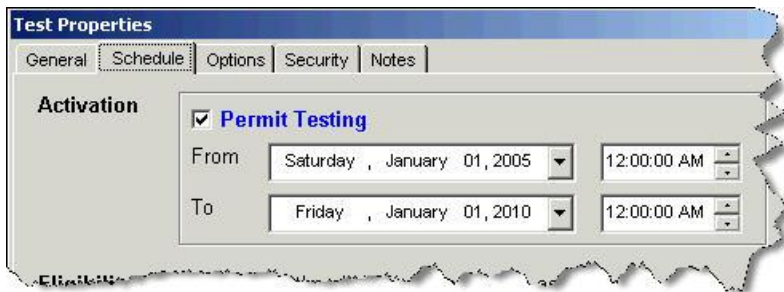 Test Properties
General Schedule Options Security Notes
Activation
Permit Testing
From Saturday , January 01, 2005 12:00:00 AM
To Friday , January 01, 2010 12:00:00 AM